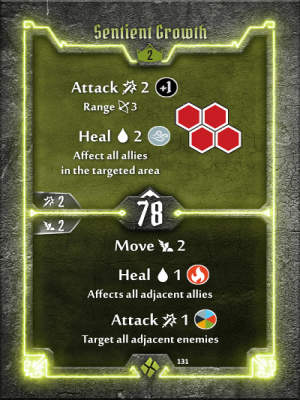 Sentient Growth
2
Attack 2 +1
Range 3
Heal 2
Affect all allies
in the targeted area
2
78
2
Move 2
Heal 1
Affects all adjacent allies
Attack 1
Target all adjacent enemies
131